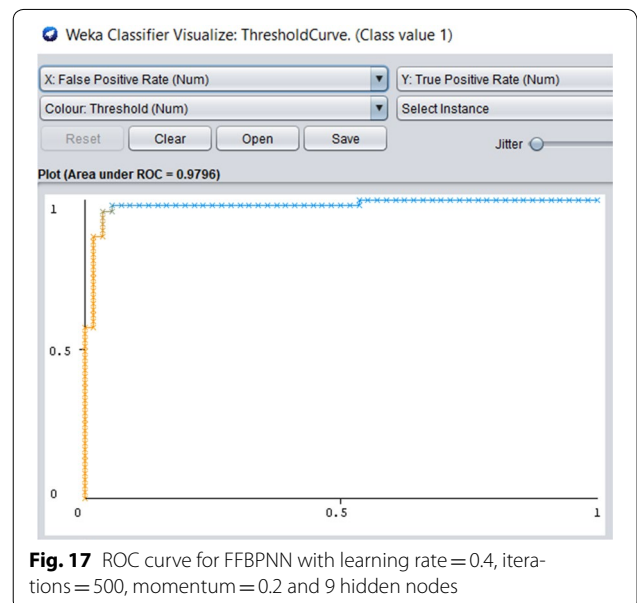 Weka Classifier Visualize: ThresholdCurve. (Class value 1)
X: False Positive Rate (Num)
Y: True Positive Rate (Num)
Colour: Threshold (Num)
Select Instance
Reset
Clear
Open
Save
Jitter
Plot (Area under ROC = 0.9796)
1
0.5
0
0
0.5
1
Fig. 17 ROC curve for FFBPNN with learning rate = 0.4, itera-
tions = 500, momentum = 0.2 and 9 hidden nodes